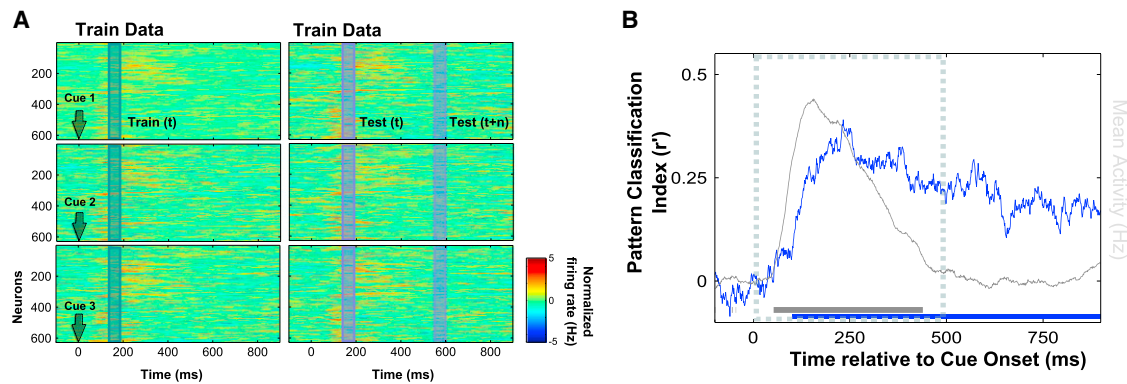 A
Train Data
Train Data
200
400
600
Cue 1
Train (t)
Test (t)
Test (t+n)
200
400
600
Cue 2
200
400
600
Cue 3
Neurons
0
200
400
600
800
0
200
400
600
800
Time (ms)
Time (ms)
5
0
-5
Normalized
firing rate (Hz)
B
0.5
0.25
0
Pattern Classification
Index (r')
Mean Activity (Hz)
0
250
500
750
Time relative to Cue Onset (ms)